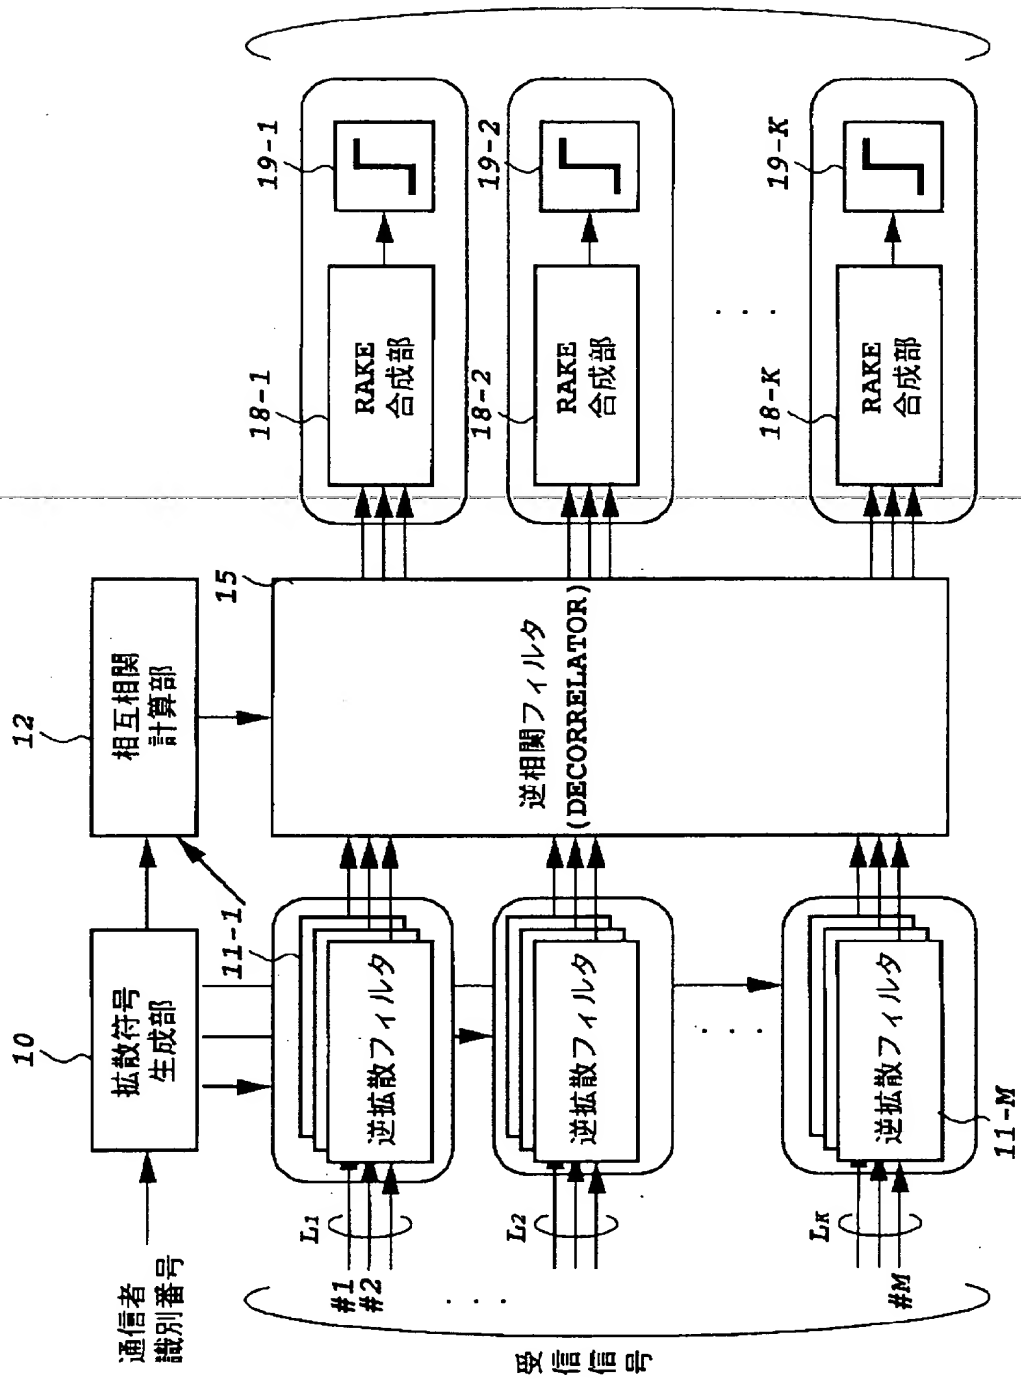 通信者
識別番号
10
拡散符号
生成部
12
相互相関
計算部
受信信号
#1
#2
. . .
#M
L1
L2
LK
11-1
逆拡散フィルタ
逆拡散フィルタ
. . .
逆拡散フィルタ
11-M
15
逆相関フィルタ
(DECORRELATOR)
18-1
RAKE
合成部
19-1
18-2
RAKE
合成部
19-2
. . .
18-K
RAKE
合成部
19-K